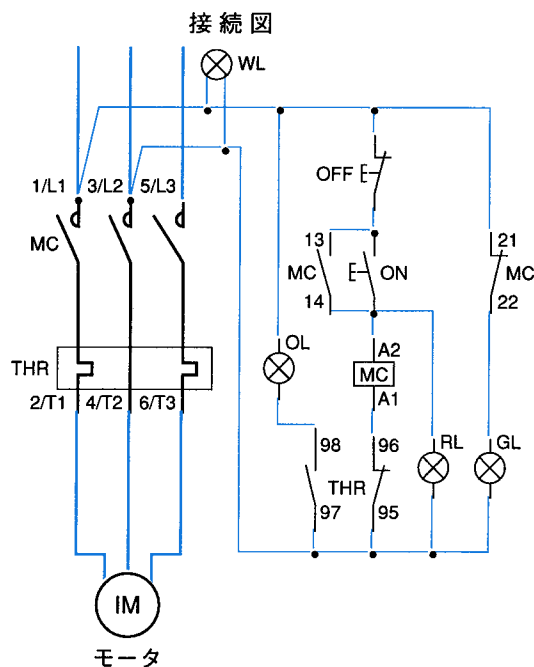 接続図
WL
1/L1 3/L2 5/L3
OFF
MC
13
14
MC
ON
21
22
MC
THR
2/T1 4/T2 6/T3
OL
A2
MC
A1
98
97
THR
96
95
RL
GL
IM
モータ